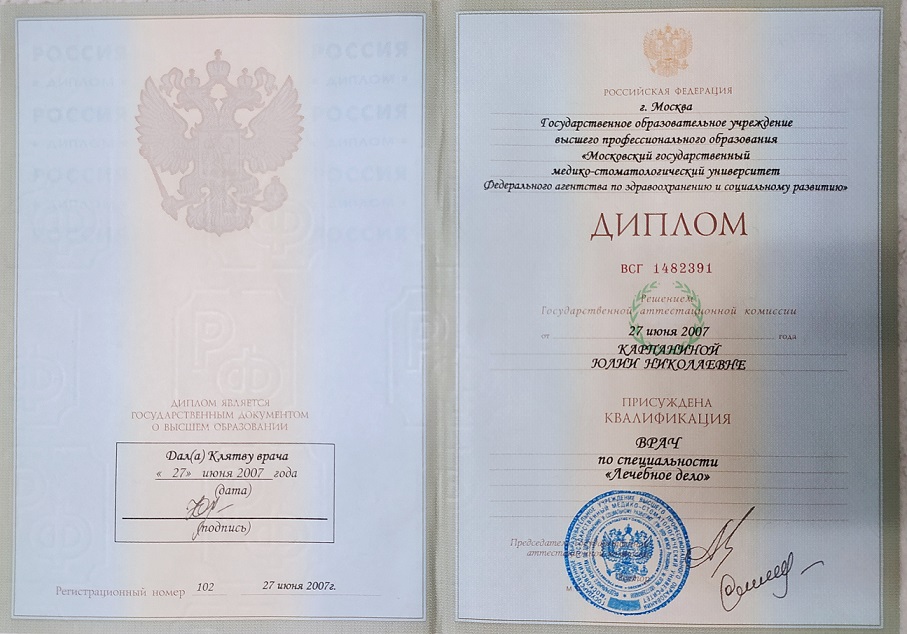 ДИПЛОМ ЯВЛЯЕТСЯ
ГОСУДАРСТВЕННЫМ ДОКУМЕНТОМ
О ВЫСШЕМ ОБРАЗОВАНИИ
Дал(а) Клятву врача
« 27» июня 2007 года
(дата)
(подпись)
Регистрационный номер 102 27 июня 2007г.
РОССИЙСКАЯ ФЕДЕРАЦИЯ
г. Москва
Государственное образовательное учреждение
высшего профессионального образования
«Московский государственный
медико-стоматологический университет
Федерального агентства по здравоохранению и социальному развитию»
ДИПЛОМ
ВСГ 1482391
Решением
Государственной аттестационной комиссии
от 27 июня 2007 года
КАРПАНИНОЙ
ЮЛИИ НИКОЛАЕВНЕ
ПРИСУЖДЕНА
КВАЛИФИКАЦИЯ
ВРАЧ
по специальности
«Лечебное дело»